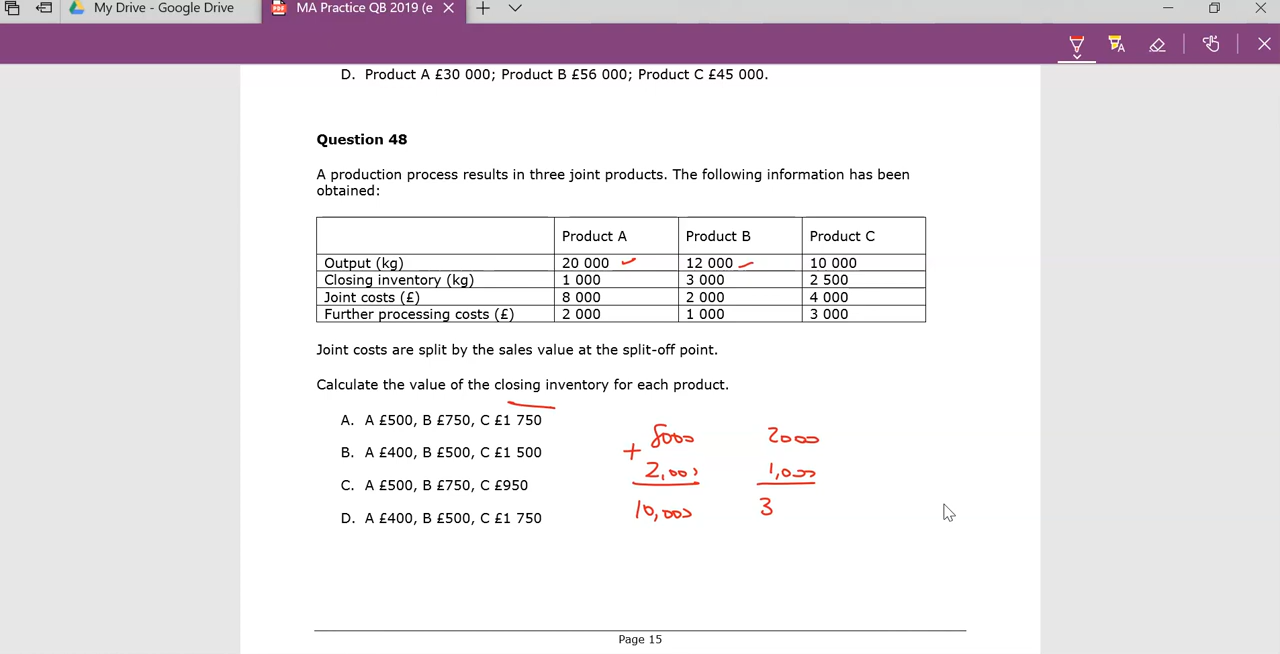 My Drive - Google Drive
MA Practice QB 2019 (e
D. Product A £30 000; Product B £56 000; Product C £45 000.
Question 48
A production process results in three joint products. The following information has been
obtained:
Product A Product B Product C
Output (kg) 20 000 12 000 10 000
Closing inventory (kg) 1 000 3 000 2 500
Joint costs (£) 8 000 2 000 4 000
Further processing costs (£) 2 000 1 000 3 000
Joint costs are split by the sales value at the split-off point.
Calculate the value of the closing inventory for each product.
A. A £500, B £750, C £1 750
B. A £400, B £500, C £1 500
C. A £500, B £750, C £950
D. A £400, B £500, C £1 750
8000 2000
+ 2,000 1,000
10,000 3
Page 15